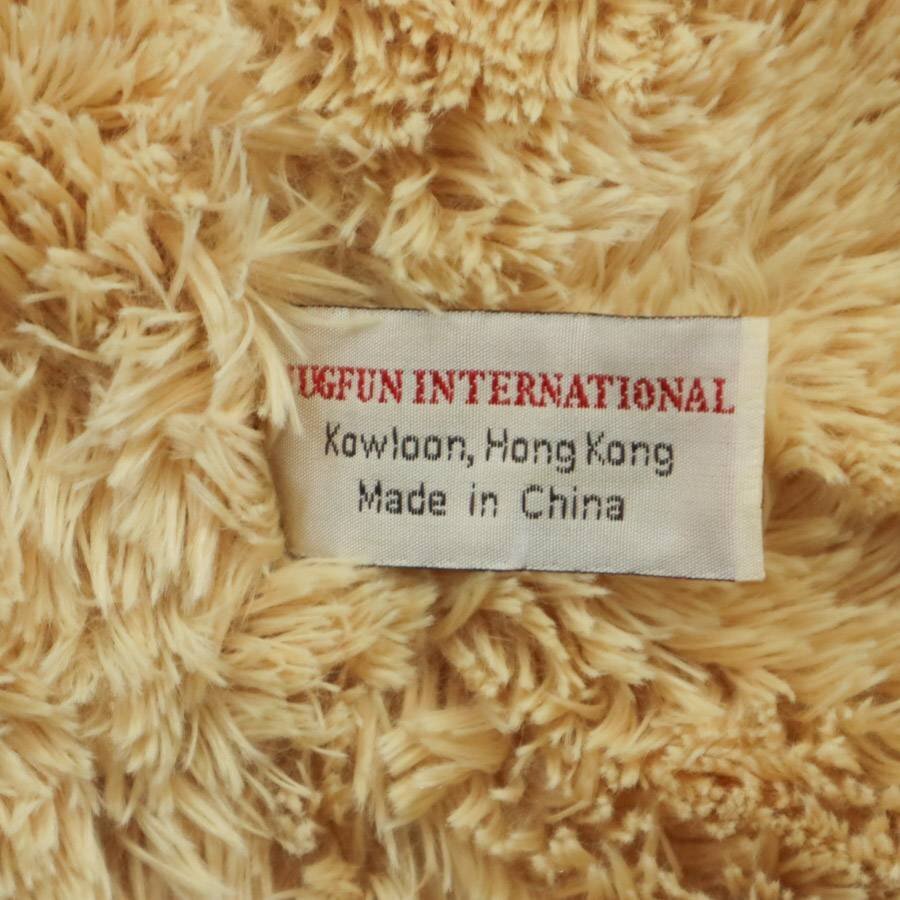 UGFUN INTERNATIONAL
Kowloon, Hong Kong
Made in China